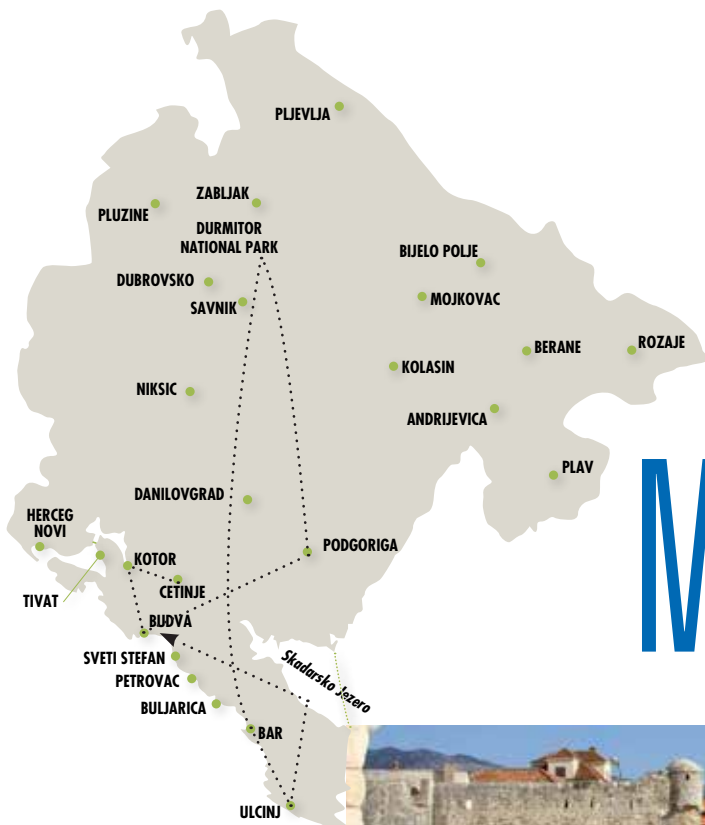 PLJEVLJA
ZABLJAK
PLUZINE
DURMITOR
NATIONAL PARK
BIJELO POLJE
DUBROVSKO
SAVNIK
MOJKOVAC
BERANE
ROZAJE
KOLASIN
NIKSIC
ANDRIJEVICA
PLAV
DANILOVGRAD
HERCEG
NOVI
PODGORIGA
KOTOR
CETINJE
TIVAT
BUDVA
SVETI STEFAN
Skadarsko Jezero
PETROVAC
BULJARICA
BAR
ULCINJ
M